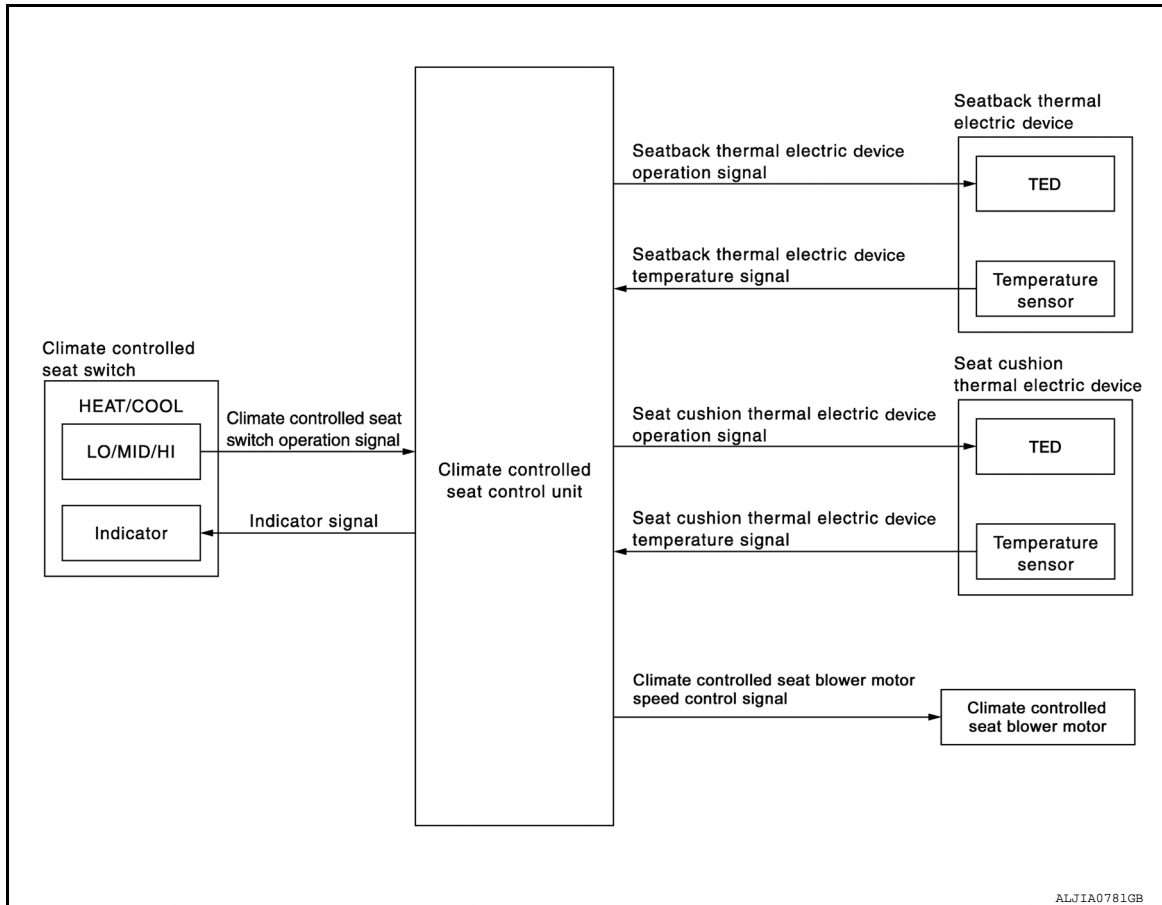 Seatback thermal
electric device
Seatback thermal electric device
operation signal
TED
Seatback thermal electric device
temperature signal
Temperature
sensor
Climate controlled
seat switch
HEAT/COOL
LO/MID/HI
Climate controlled seat
switch operation signal
Indicator
Indicator signal
Climate controlled
seat control unit
Seat cushion
thermal electric device
Seat cushion thermal electric device
operation signal
TED
Seat cushion thermal electric device
temperature signal
Temperature
sensor
Climate controlled seat blower motor
speed control signal
Climate controlled
seat blower motor
ALJIA0781GB